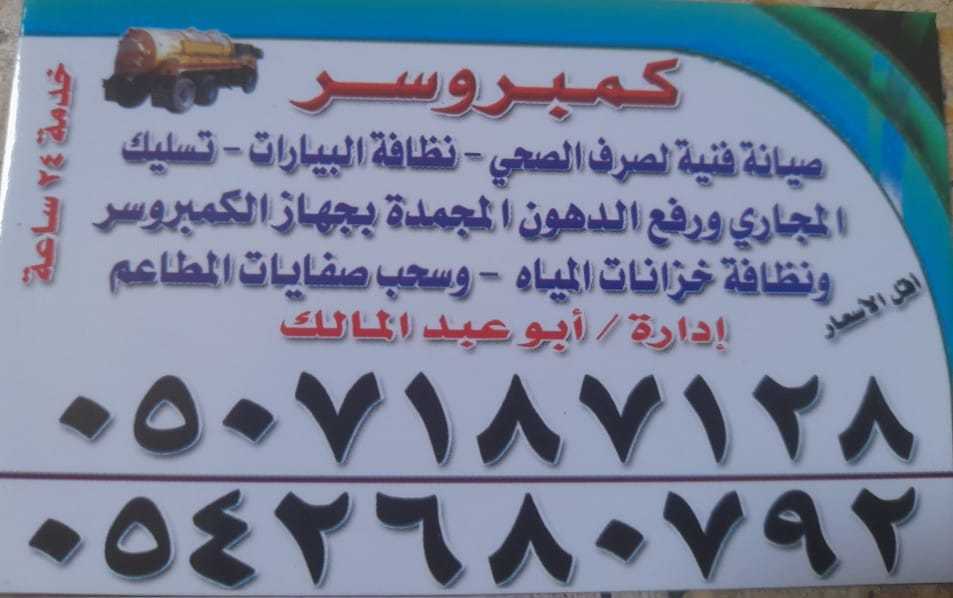 كمبروسر
صيانة فنية لصرف الصحي - نظافة البيارات - تسليك
المجاري ورفع الدهون المجمدة بجهاز الكمبروسر
ونظافة خزانات المياه - وسحب صفايات المطاعم
إدارة / أبو عبد المالك
اقل الاسعار
خدمة ٢٤ ساعة
٠٥٠٧١٨٧١٢٨
٠٥٤٢٦٨٠٧٩٢